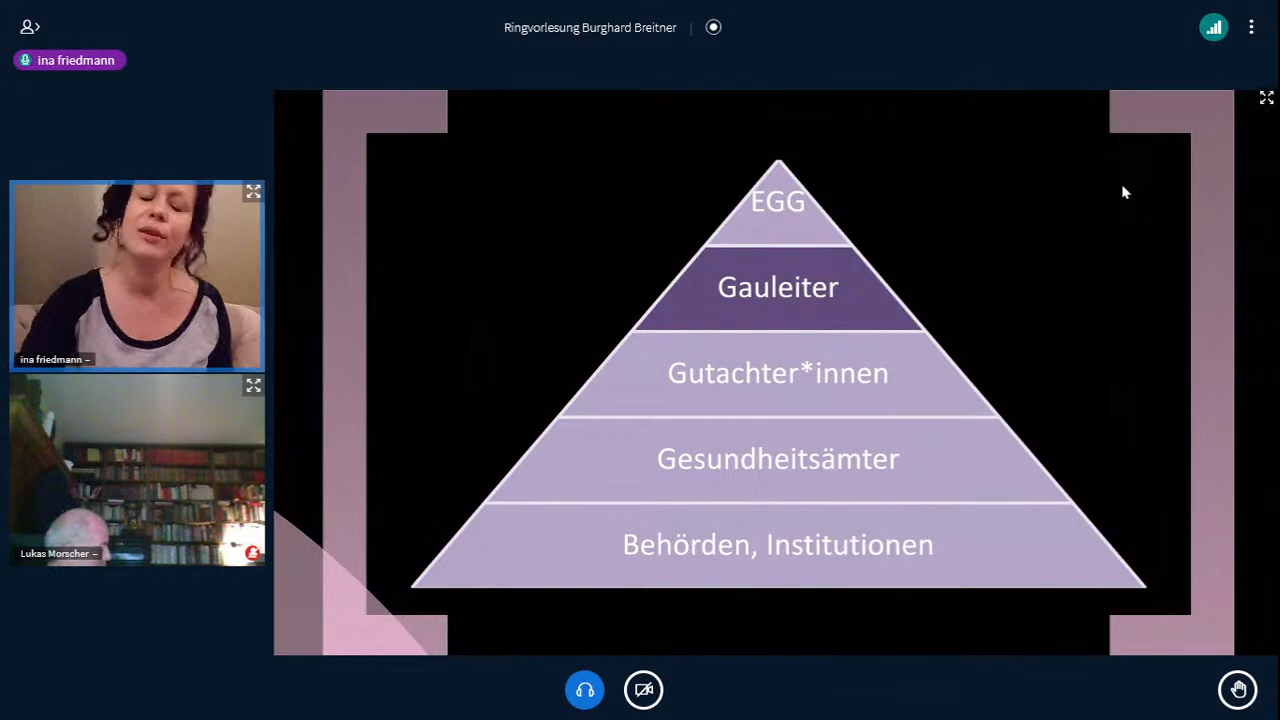 Ringvorlesung Burghard Breitner
ina friedmann
ina friedmann
Lukas Morscher
EGG
Gauleiter
Gutachter*innen
Gesundheitsämter
Behörden, Institutionen